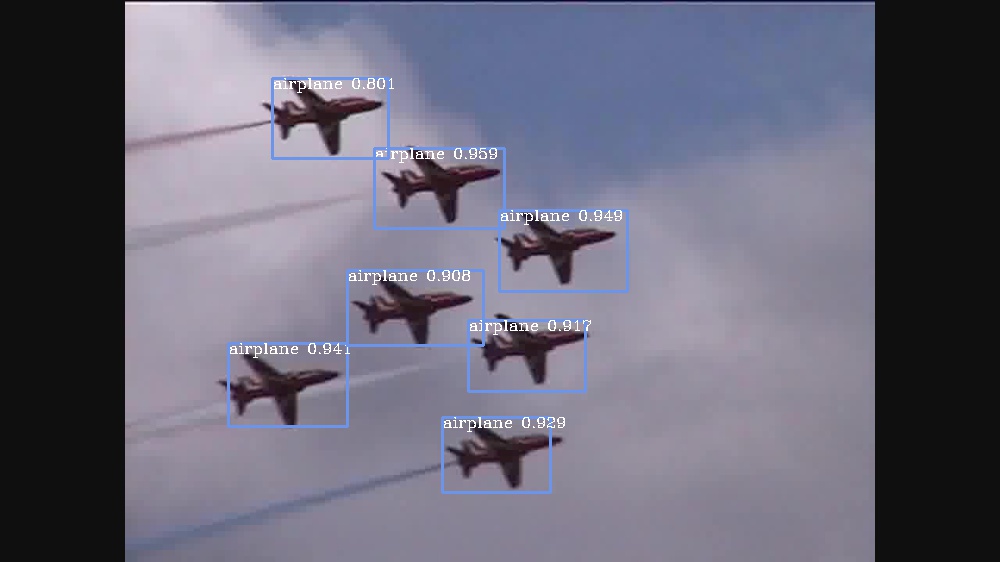 airplane 0.801
airplane 0.959
airplane 0.949
airplane 0.908
airplane 0.917
airplane 0.941
airplane 0.929